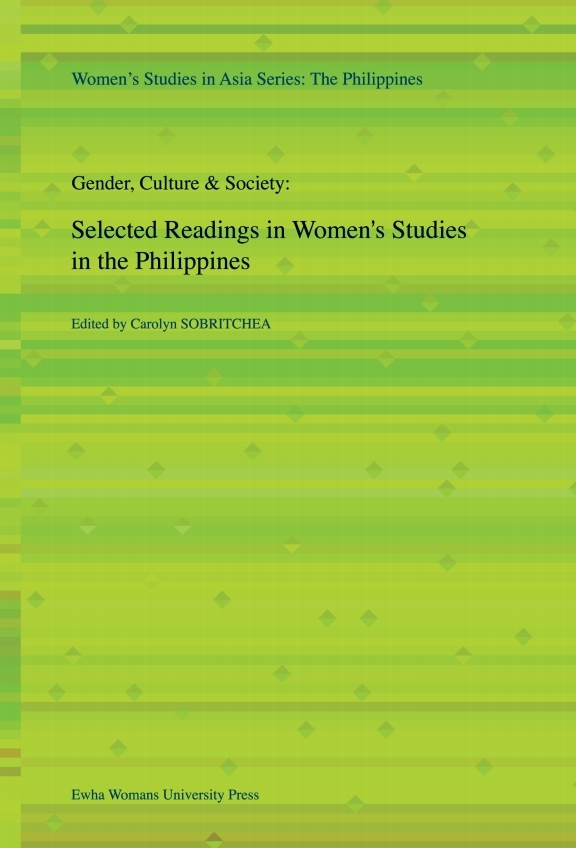 Women’s Studies in Asia Series: The Philippines
Gender, Culture & Society:
Selected Readings in Women's Studies
in the Philippines
Edited by Carolyn SOBRITCHEA
Ewha Womans University Press